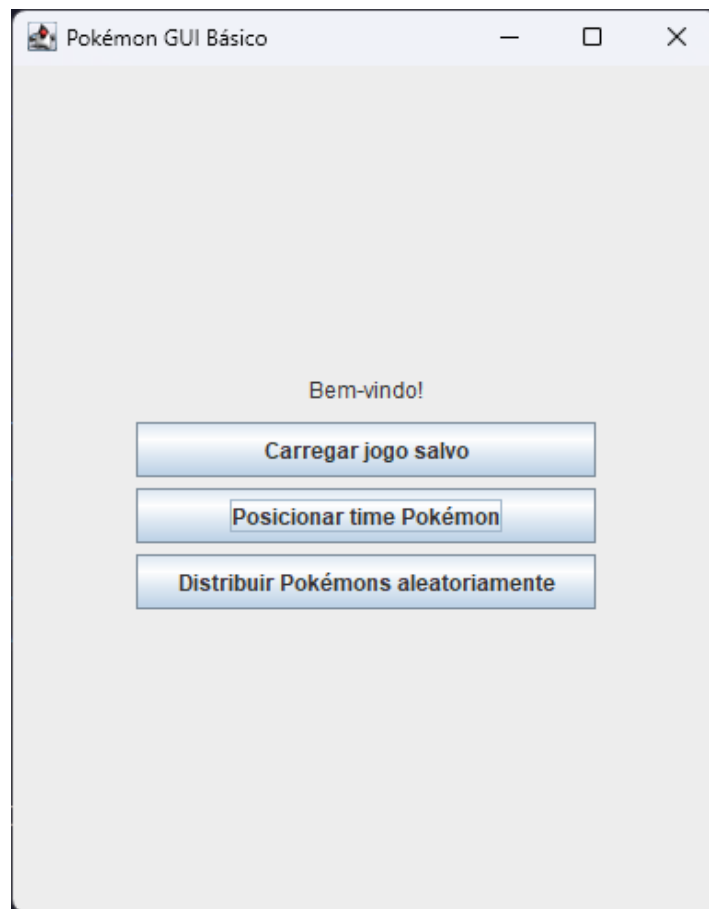 Pokémon GUI Básico
Bem-vindo!
Carregar jogo salvo
Posicionar time Pokémon
Distribuir Pokémons aleatoriamente